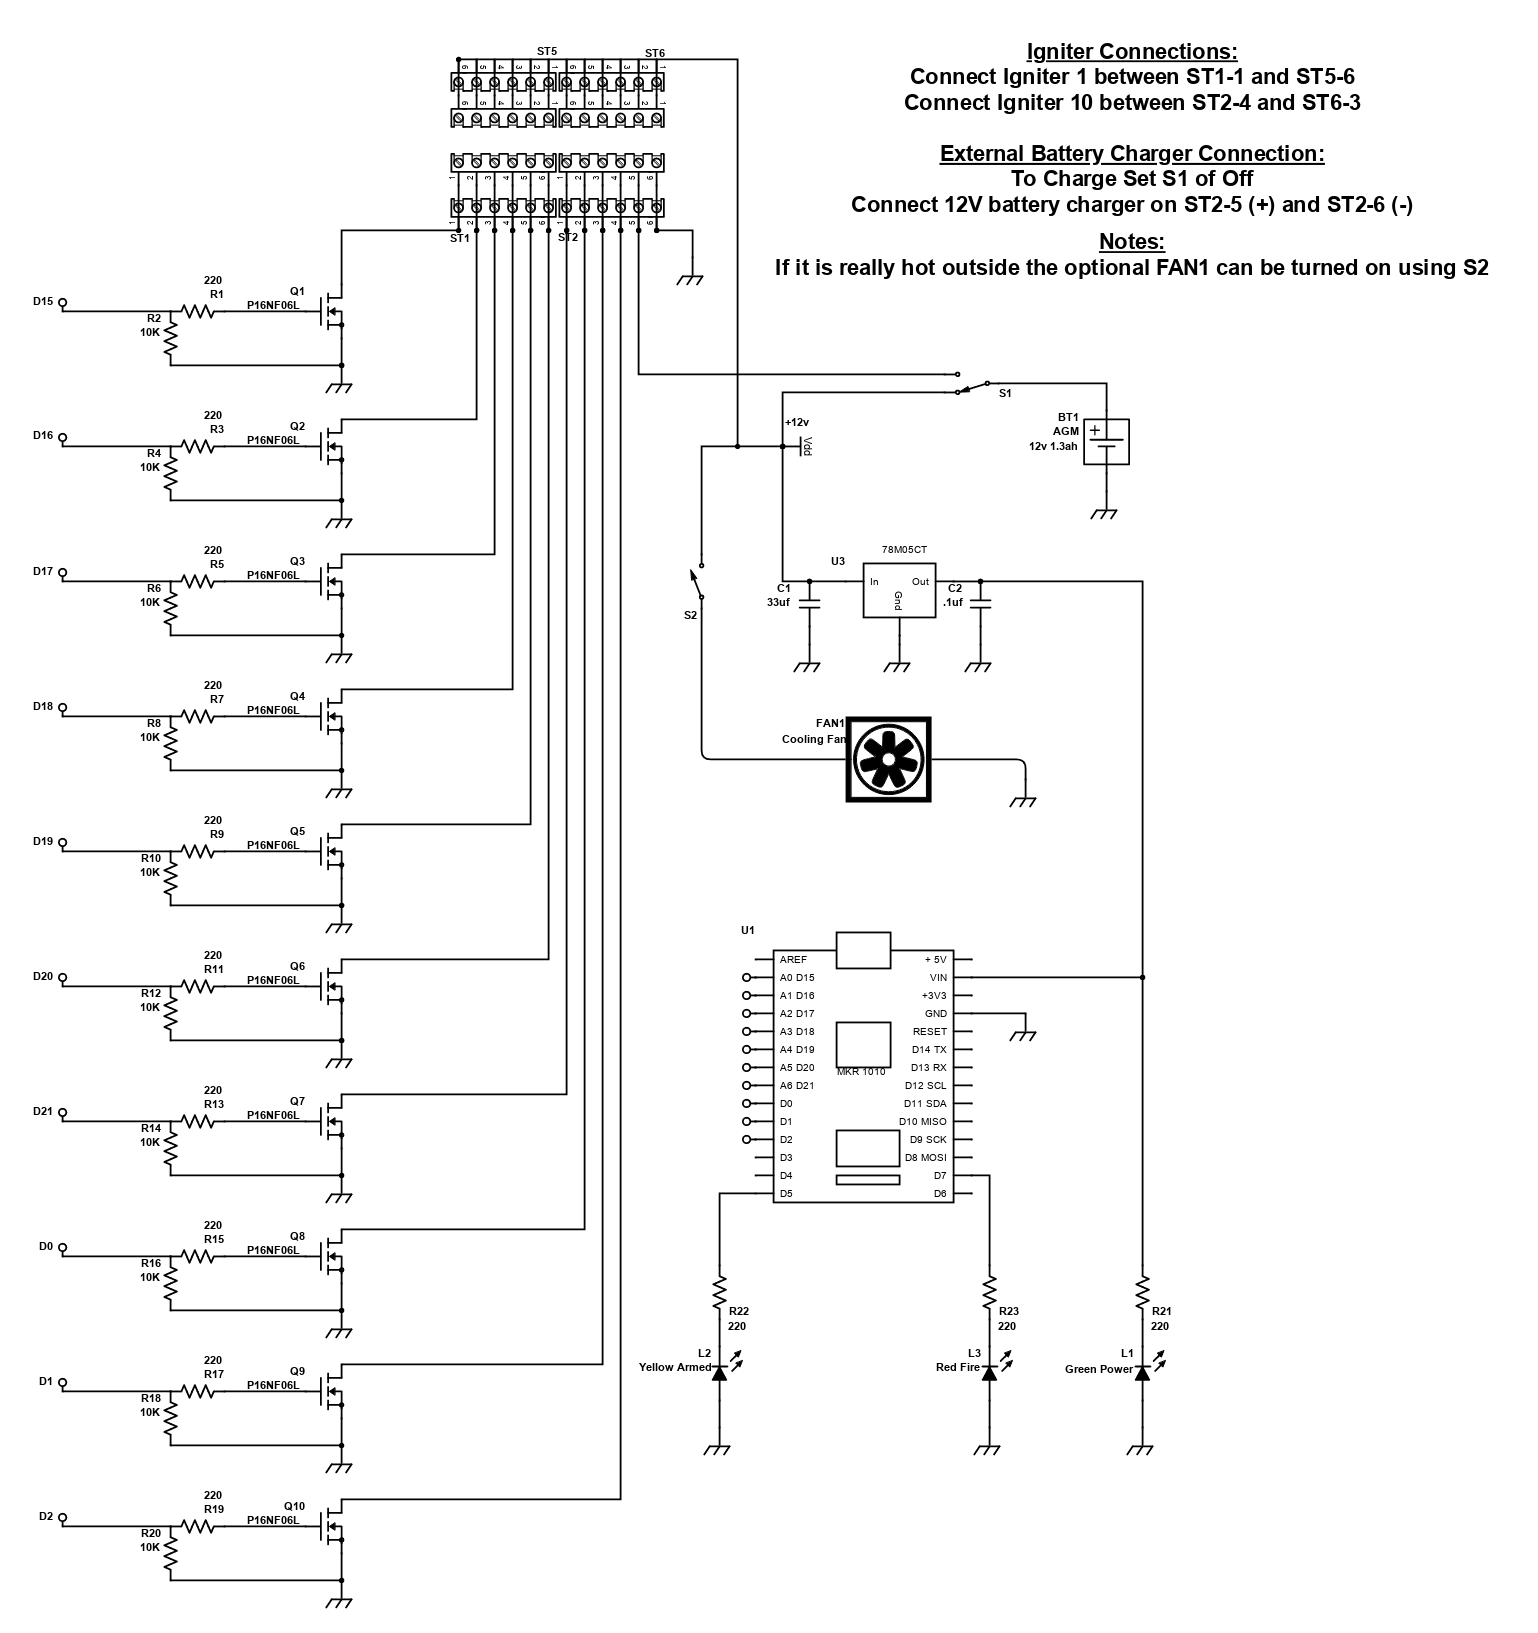 Igniter Connections:
Connect Igniter 1 between ST1-1 and ST5-6
Connect Igniter 10 between ST2-4 and ST6-3
External Battery Charger Connection:
To Charge Set S1 of Off
Connect 12V battery charger on ST2-5 (+) and ST2-6 (-)
Notes:
If it is really hot outside the optional FAN1 can be turned on using S2
ST5
ST6
6 5 4 3 2 1 6 5 4 3 2 1
6 5 4 3 2 1 6 5 4 3 2 1
1 2 3 4 5 6 1 2 3 4 5 6
1 2 3 4 5 6 1 2 3 4 5 6
ST1
ST2
D15
220
R1
R2
10K
Q1
P16NF06L
D16
220
R3
R4
10K
Q2
P16NF06L
D17
220
R5
R6
10K
Q3
P16NF06L
D18
220
R7
R8
10K
Q4
P16NF06L
D19
220
R9
R10
10K
Q5
P16NF06L
D20
220
R11
R12
10K
Q6
P16NF06L
D21
220
R13
R14
10K
Q7
P16NF06L
D0
220
R15
R16
10K
Q8
P16NF06L
D1
220
R17
R18
10K
Q9
P16NF06L
D2
220
R19
R20
10K
Q10
P16NF06L
S1
BT1
AGM
12v 1.3ah
+
+12v
Vdd
S2
U3
78M05CT
In
Out
Gnd
C1
33uf
C2
.1uf
FAN1
Cooling Fan
U1
AREF
A0 D15
A1 D16
A2 D17
A3 D18
A4 D19
A5 D20
A6 D21
D0
D1
D2
D3
D4
D5
MKR 1010
+ 5V
VIN
+3V3
GND
RESET
D14 TX
D13 RX
D12 SCL
D11 SDA
D10 MISO
D9 SCK
D8 MOSI
D7
D6
R22
220
L2
Yellow Armed
R23
220
L3
Red Fire
R21
220
L1
Green Power